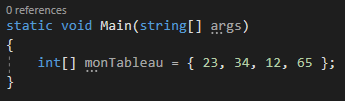 0 references
static void Main(string[] args)
{
int[] monTableau = { 23, 34, 12, 65 };
}